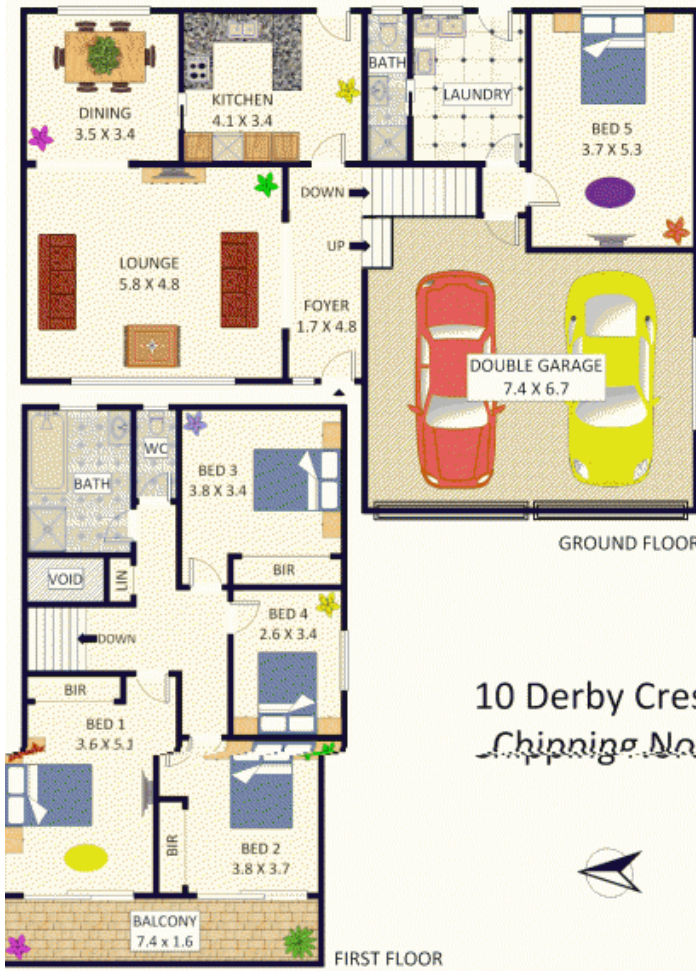 DINING
3.5 X 3.4
KITCHEN
4.1 X 3.4
BATH
LAUNDRY
BED 5
3.7 X 5.3
DOWN
UP
LOUNGE
5.8 X 4.8
FOYER
1.7 X 4.8
DOUBLE GARAGE
7.4 X 6.7
GROUND FLOOR
BATH
WC
BED 3
3.8 X 3.4
BIR
VOID
LIN
DOWN
BED 4
2.6 X 3.4
BIR
BED 1
3.6 X 5.1
BIR
BED 2
3.8 X 3.7
BALCONY
7.4 x 1.6
FIRST FLOOR
10 Derby Cres
Chipping No